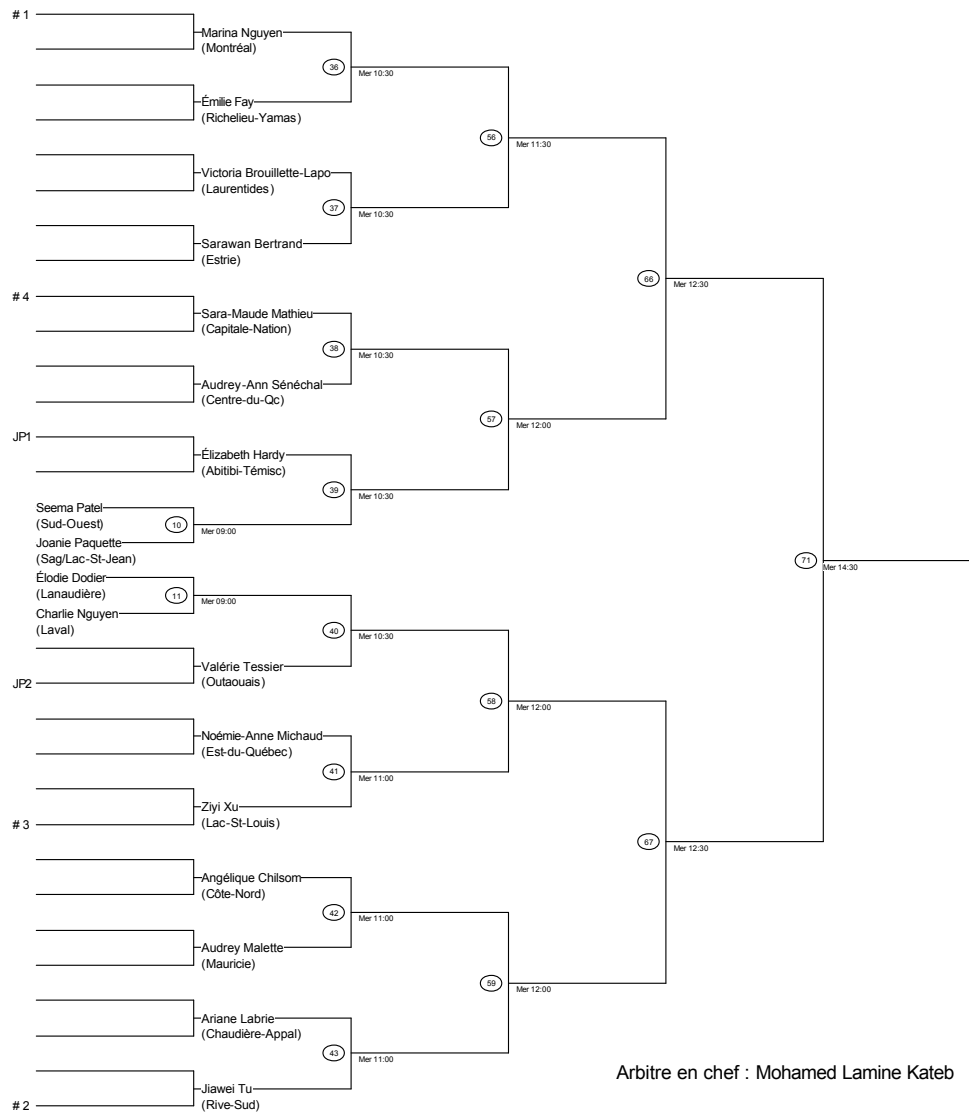 # 1
Marina Nguyen
(Montréal)
36
Mer 10:30
Émilie Fay
(Richelieu-Yamas)
56
Mer 11:30
Victoria Brouillette-Lapo
(Laurentides)
37
Mer 10:30
Sarawan Bertrand
(Estrie)
66
Mer 12:30
# 4
Sara-Maude Mathieu
(Capitale-Nation)
38
Mer 10:30
Audrey-Ann Sénéchal
(Centre-du-Qc)
57
Mer 12:00
JP1
Élizabeth Hardy
(Abitibi-Témisc)
39
Mer 10:30
Seema Patel
(Sud-Ouest)
10
Mer 09:00
Joanie Paquette
(Sag/Lac-St-Jean)
71
Mer 14:30
Élodie Dodier
(Lanaudière)
11
Mer 09:00
Charlie Nguyen
(Laval)
40
Mer 10:30
Valérie Tessier
(Outaouais)
JP2
58
Mer 12:00
Noémie-Anne Michaud
(Est-du-Québec)
41
Mer 11:00
Ziyi Xu
(Lac-St-Louis)
# 3
67
Mer 12:30
Angélique Chilsom
(Côte-Nord)
42
Mer 11:00
Audrey Malette
(Mauricie)
59
Mer 12:00
Ariane Labrie
(Chaudière-Appal)
43
Mer 11:00
Jiawei Tu
(Rive-Sud)
# 2
Arbitre en chef : Mohamed Lamine Kateb